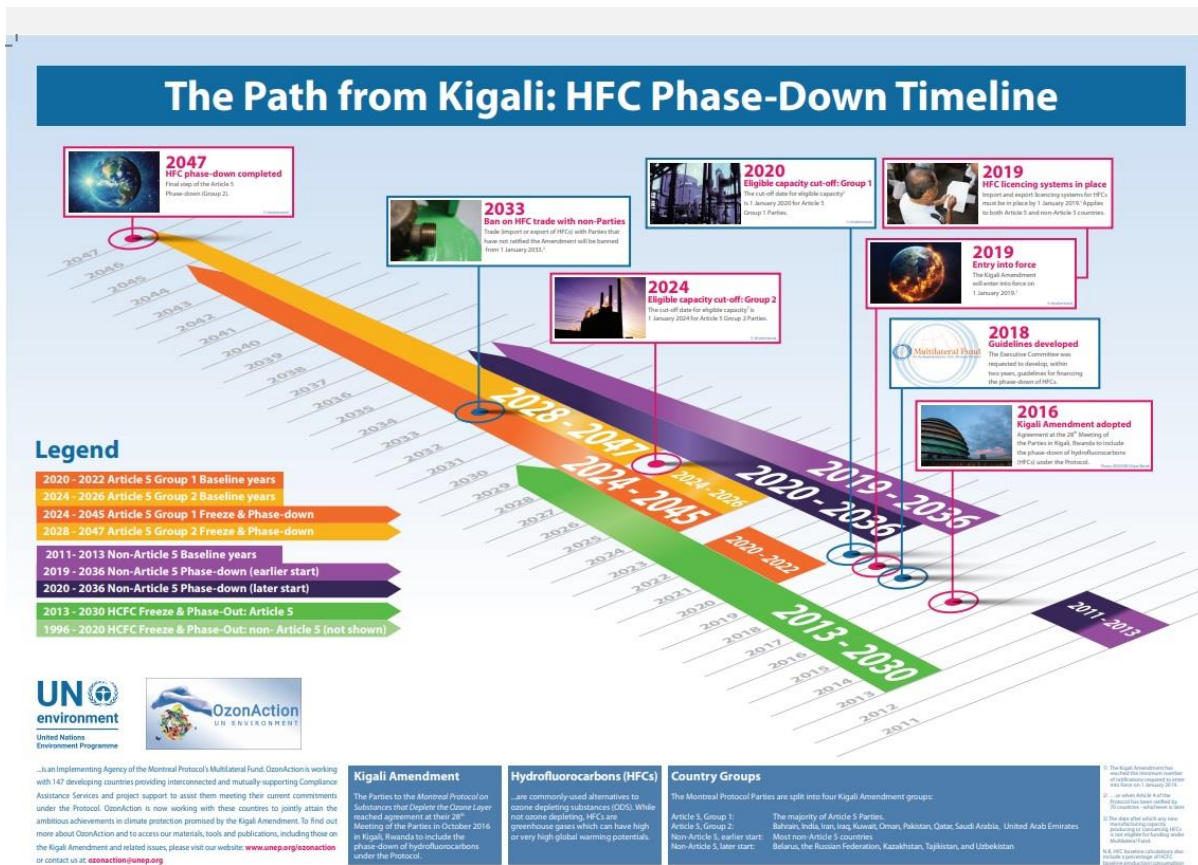 The Path from Kigali: HFC Phase-Down Timeline
2047
HFC phase-down completed
Final step of the Article 5
Phase-down (Group 2).
2033
Ban on HFC trade with non-Parties
Trade (import or export of HFCs) with Parties that
have not ratified the Amendment will be banned
from 1 January 2033.²
2020
Eligible capacity cut-off: Group 1
The cut-off date for eligible capacity³
is 1 January 2020 for Article 5
Group 1 Parties.
2019
HFC licencing systems in place
Import and export licencing systems for HFCs
must be in place by 1 January 2019.¹ Applies
to both Article 5 and non-Article 5 countries.
2024
Eligible capacity cut-off: Group 2
The cut-off date for eligible capacity³ is
1 January 2024 for Article 5 Group 2 Parties.
2019
Entry into force
The Kigali Amendment
will enter into force on
1 January 2019.¹
2018
Guidelines developed
Multilateral Fund
The Executive Committee was
requested to develop, within
two years, guidelines for financing
the phase-down of HFCs.
2016
Kigali Amendment adopted
Agreement at the 28th Meeting of
the Parties in Kigali, Rwanda to include
the phase-down of hydrofluorocarbons
(HFCs) under the Protocol.
2047
2046
2045
2044
2043
2042
2041
2040
2039
2038
2037
2036
2035
2034
2033
2032
2031
2030
2029
2028
2027
2026
2025
2024
2023
2022
2021
2020
2019
2018
2017
2016
2015
2014
2013
2012
2011
2028 - 2047
2024 - 2045
2024 - 2026
2020 - 2022
2019 - 2036
2020 - 2036
2013 - 2030
2011 - 2013
Legend
2020 - 2022 Article 5 Group 1 Baseline years
2024 - 2026 Article 5 Group 2 Baseline years
2024 - 2045 Article 5 Group 1 Freeze & Phase-down
2028 - 2047 Article 5 Group 2 Freeze & Phase-down
2011- 2013 Non-Article 5 Baseline years
2019 - 2036 Non-Article 5 Phase-down (earlier start)
2020 - 2036 Non-Article 5 Phase-down (later start)
2013 - 2030 HCFC Freeze & Phase-Out: Article 5
1996 - 2020 HCFC Freeze & Phase-Out: non- Article 5 (not shown)
UN
environment
United Nations
Environment Programme
OzonAction
UN ENVIRONMENT
...is an Implementing Agency of the Montreal Protocol's Multilateral Fund. OzonAction is working
with 147 developing countries providing interconnected and mutually-supporting Compliance
Assistance Services and project support to assist them meeting their current commitments
under the Protocol. OzonAction is now working with these countries to jointly attain the
ambitious achievements in climate protection promised by the Kigali Amendment. To find out
more about OzonAction and to access our materials, tools and publications, including those on
the Kigali Amendment and related issues, please visit our website: www.unep.org/ozonaction
or contact us at: ozonaction@unep.org
Kigali Amendment
The Parties to the Montreal Protocol on
Substances that Deplete the Ozone Layer
reached agreement at their 28th
Meeting of the Parties in October 2016
in Kigali, Rwanda to include the
phase-down of hydrofluorocarbons
under the Protocol.
Hydrofluorocarbons (HFCs)
...are commonly-used alternatives to
ozone depleting substances (ODS). While
not ozone depleting, HFCs are
greenhouse gases which can have high
or very high global warming potentials.
Country Groups
The Montreal Protocol Parties are split into four Kigali Amendment groups:
Article 5, Group 1: The majority of Article 5 Parties.
Article 5, Group 2: Bahrain, India, Iran, Iraq, Kuwait, Oman, Pakistan, Qatar, Saudi Arabia, United Arab Emirates
Non-Article 5, earlier start: Most non-Article 5 countries
Non-Article 5, later start: Belarus, the Russian Federation, Kazakhstan, Tajikistan, and Uzbekistan
1) The Kigali Amendment has
reached the minimum number
of ratifications required to enter
into force on 1 January 2019.